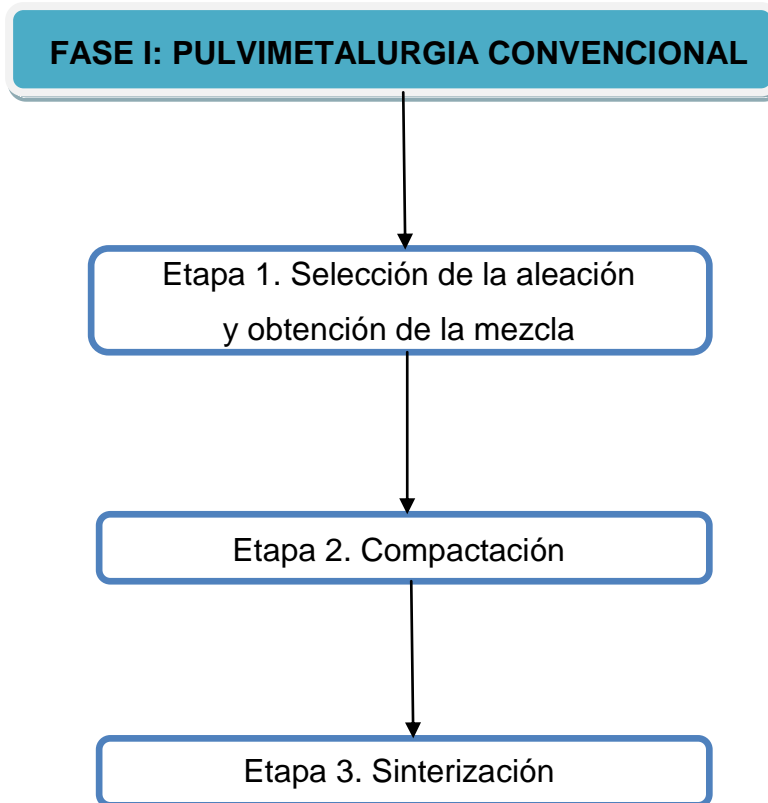 FASE I: PULVIMETALURGIA CONVENCIONAL
Etapa 1. Selección de la aleación
y obtención de la mezcla
Etapa 2. Compactación
Etapa 3. Sinterización